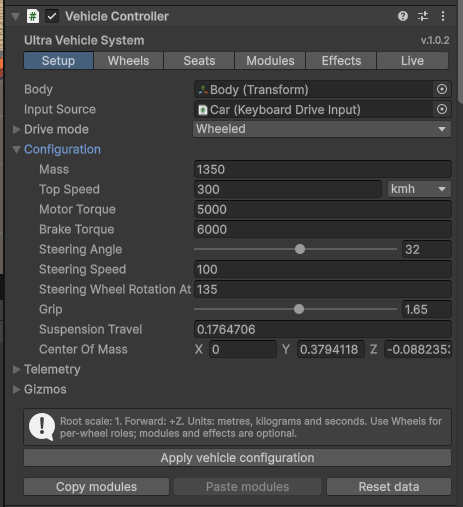 Vehicle Controller
Ultra Vehicle System v.1.0.2
Setup Wheels Seats Modules Effects Live
Body Body (Transform)
Input Source Car (Keyboard Drive Input)
Drive mode Wheeled
Configuration
Mass 1350
Top Speed 300 kmh
Motor Torque 5000
Brake Torque 6000
Steering Angle 32
Steering Speed 100
Steering Wheel Rotation At 135
Grip 1.65
Suspension Travel 0.1764706
Center Of Mass X 0 Y 0.3794118 Z -0.088235
Telemetry
Gizmos
Root scale: 1. Forward: +Z. Units: metres, kilograms and seconds. Use Wheels for
per-wheel roles; modules and effects are optional.
Apply vehicle configuration
Copy modules Paste modules Reset data